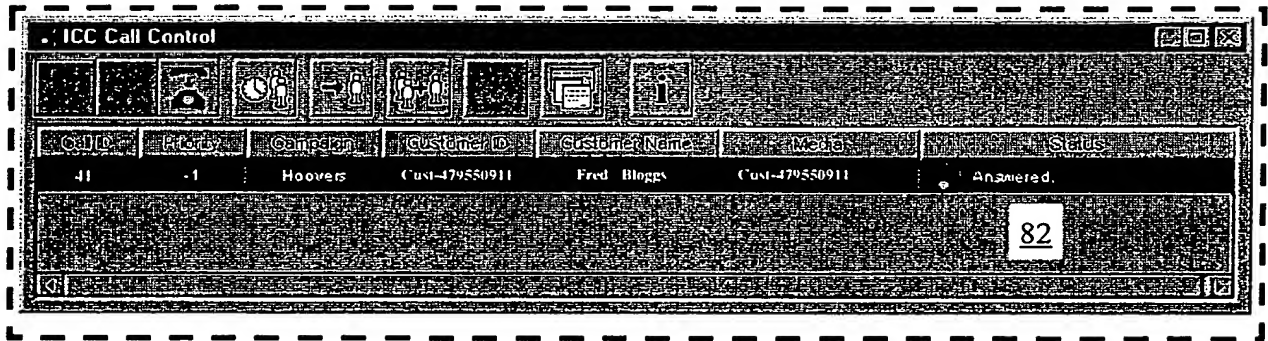 ICC Call Control
Call ID Priority Campaign Customer ID Customer Name Media Status
41 -1 Hoovers Cust-479550911 Fred Bloggs Cust-479550911 Answered.
82